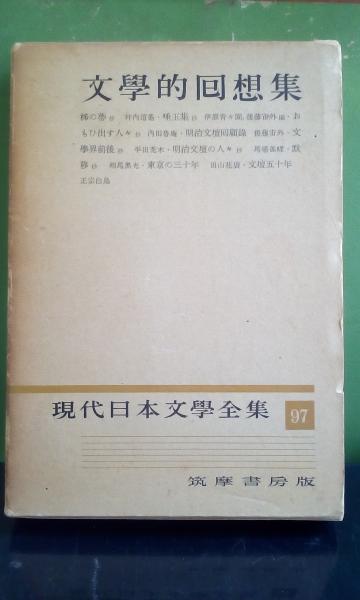 文學的回想集
柿の蔕 抄 坪内逍遙・唾玉集 抄 伊原青々園、後藤宙外 編・お
もひ出す人々 抄 内田魯庵・明治文壇回顧錄 後藤宙外・文
學界前後 抄 平田禿木・明治文壇の人々 抄 馬場孤蝶・默
移 抄 相馬黑光・東京の三十年 田山花袋・文壇五十年
正宗白鳥
現代日本文學全集 97
筑摩書房版